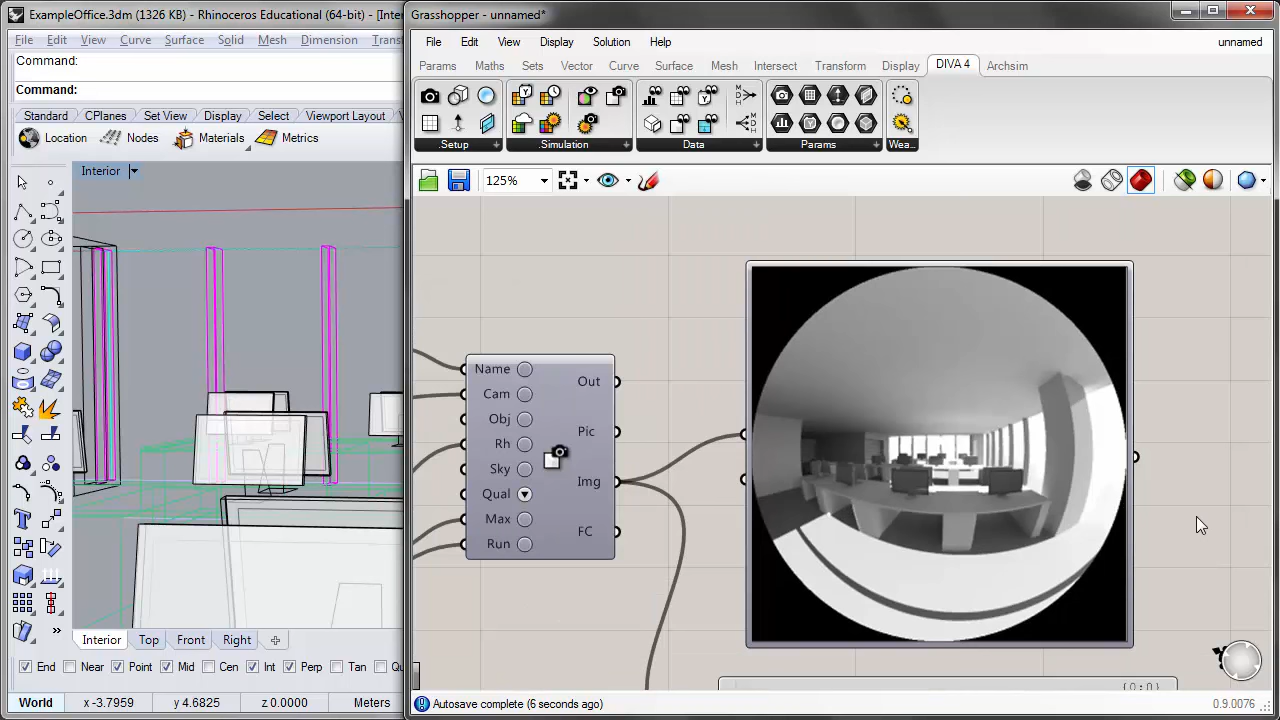 ExampleOffice.3dm (1326 KB) - Rhinoceros Educational (64-bit) - [Inte
File Edit View Curve Surface Solid Mesh Dimension Trans
Command:
Command:
Standard CPlanes Set View Display Select Viewport Layout
Location Nodes Materials Metrics
Interior
Interior Top Front Right
End Near Point Mid Cen Int Perp Tan Qu
World x -3.7959 y 4.6825 z 0.0000 Meters
Grasshopper - unnamed*
File Edit View Display Solution Help unnamed
Params Maths Sets Vector Curve Surface Mesh Intersect Transform Display DIVA 4 Archsim
.Setup .Simulation Data Params Wea...
125%
Name
Cam
Obj
Rh
Sky
Qual
Max
Run
Out
Pic
Img
FC
{0;0}
Autosave complete (6 seconds ago) 0.9.0076